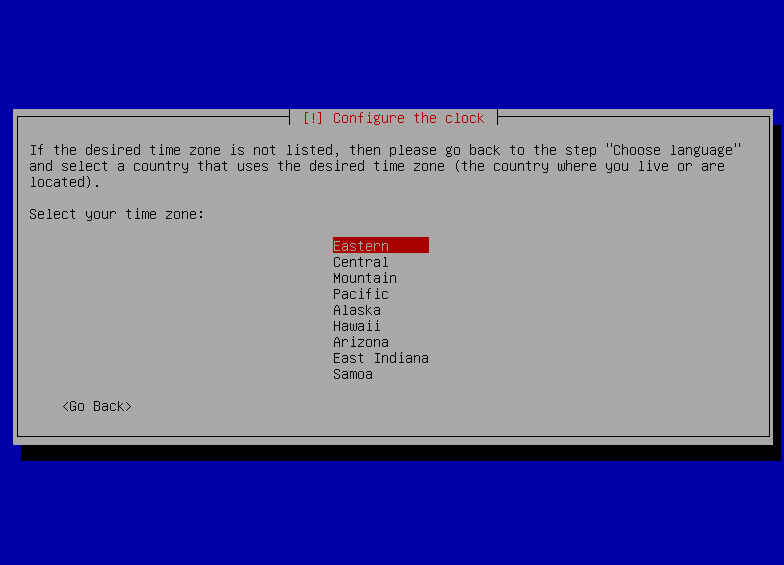 [!] Configure the clock
If the desired time zone is not listed, then please go back to the step "Choose language"
and select a country that uses the desired time zone (the country where you live or are
located).
Select your time zone:
Eastern
Central
Mountain
Pacific
Alaska
Hawaii
Arizona
East Indiana
Samoa
<Go Back>